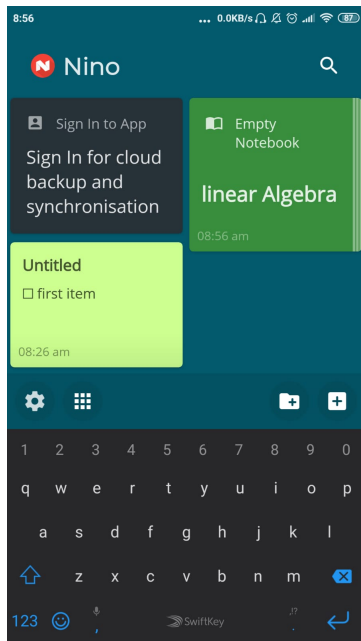 8:56
... 0.0KB/s 87
N Nino
Sign In to App
Sign In for cloud
backup and
synchronisation
Empty
Notebook
linear Algebra
08:56 am
Untitled
first item
08:26 am
1 2 3 4 5 6 7 8 9 0
q w e r t y u i o p
a s d f g h j k l
z x c v b n m
123 , SwiftKey .!?